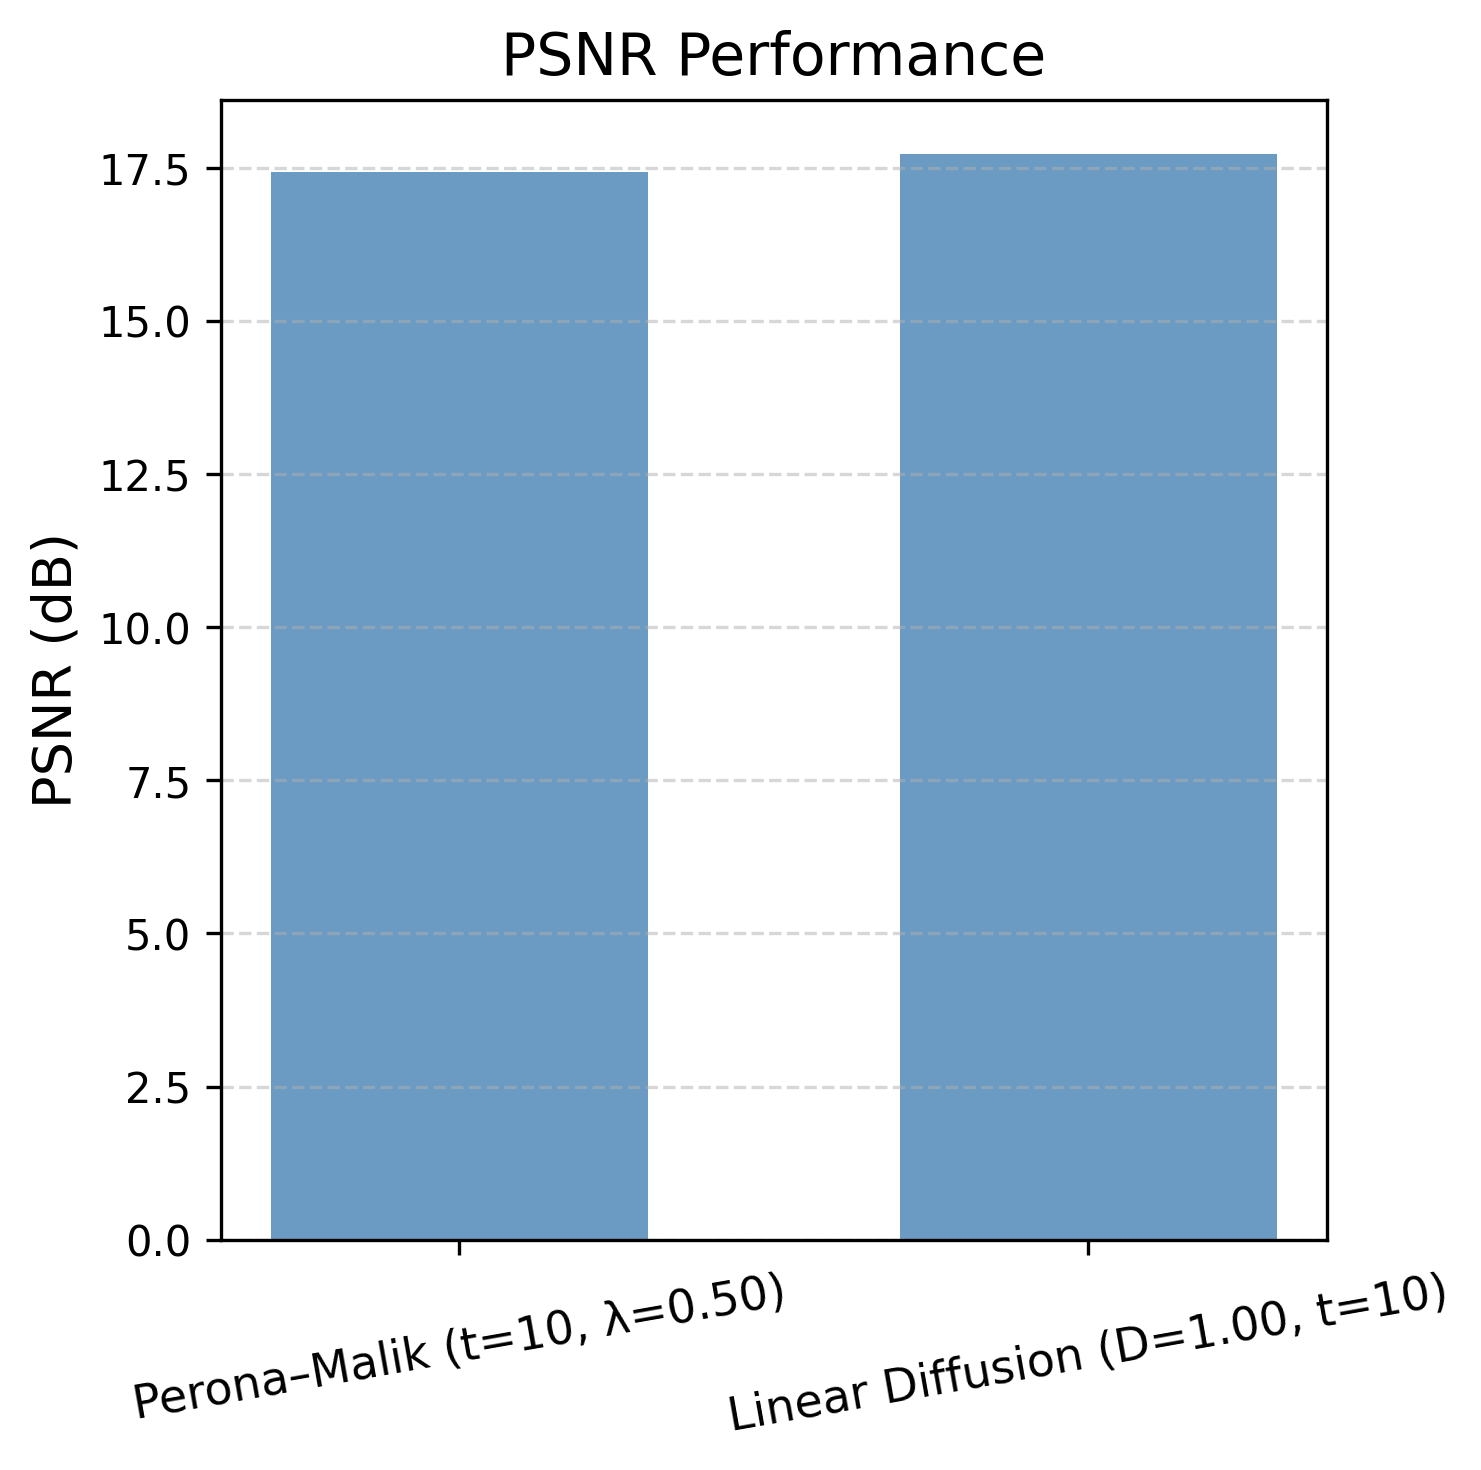 PSNR Performance
PSNR (dB)
17.5
15.0
12.5
10.0
7.5
5.0
2.5
0.0
Perona–Malik (t=10, λ=0.50)
Linear Diffusion (D=1.00, t=10)